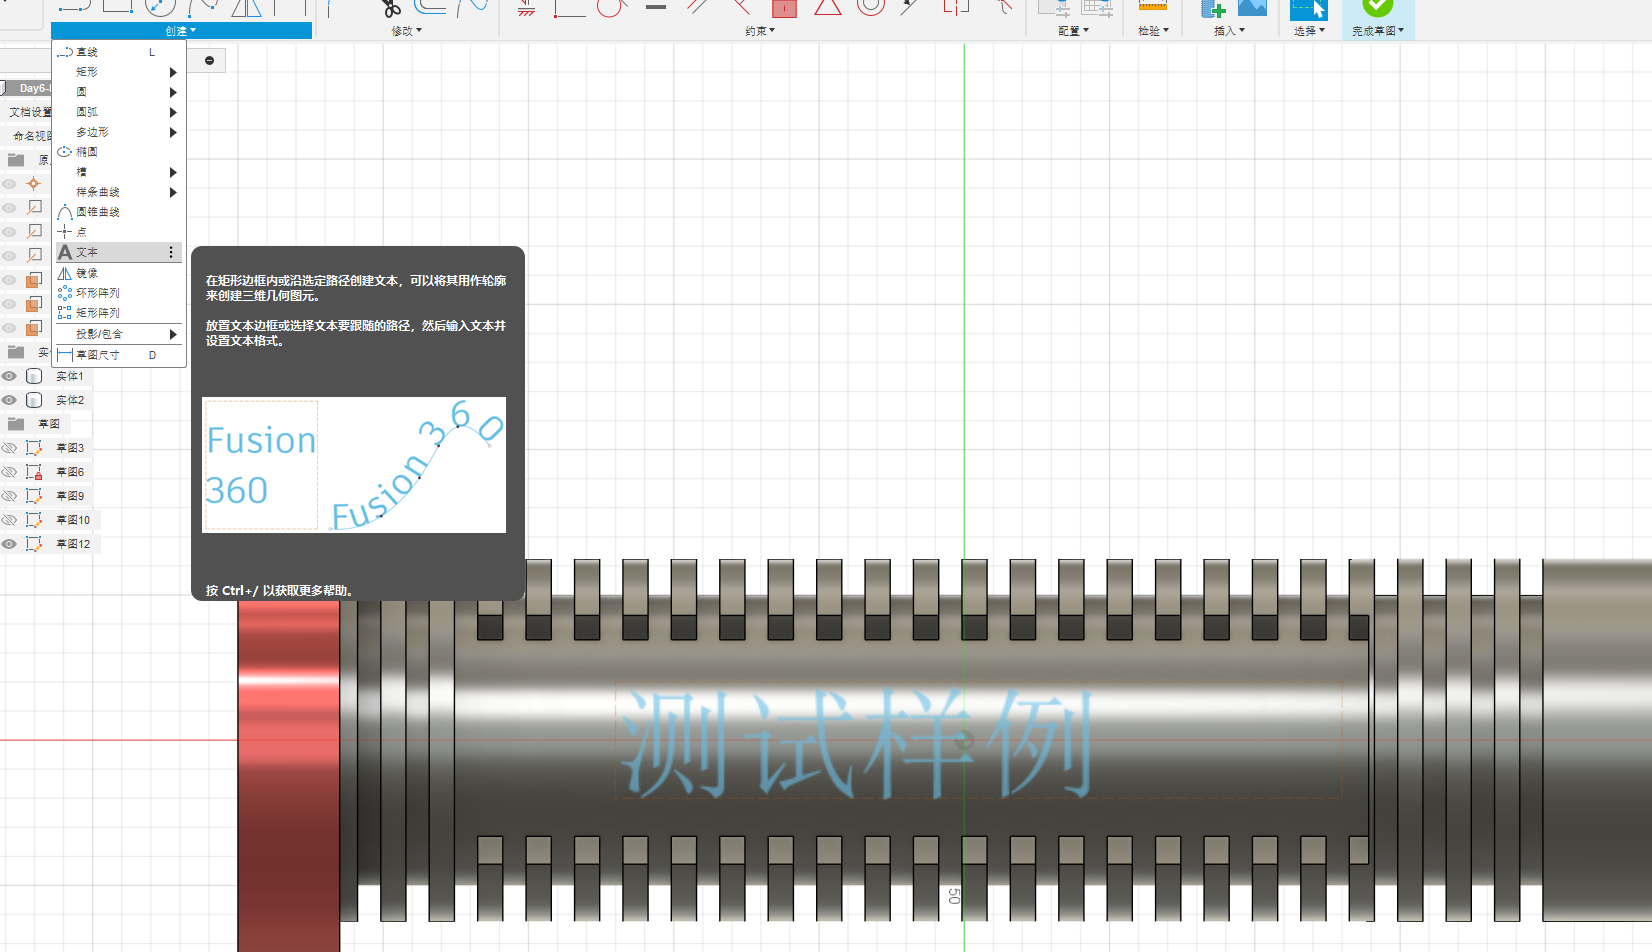 创建▼
修改▼
约束▼
配置▼
检验▼
插入▼
选择▼
完成草图▼
直线 L
矩形
圆
圆弧
多边形
椭圆
槽
样条曲线
圆锥曲线
点
文本
镜像
环形阵列
矩形阵列
投影/包含
草图尺寸 D
Day6-
文档设置
命名视
原
实
实体1
实体2
草图
草图3
草图6
草图9
草图10
草图12
在矩形边框内或沿选定路径创建文本，可以将其用作轮廓
来创建三维几何图元。
放置文本边框或选择文本要跟随的路径，然后输入文本并
设置文本格式。
Fusion
360
Fusion 360
按 Ctrl+/ 以获取更多帮助。
测试样例
50